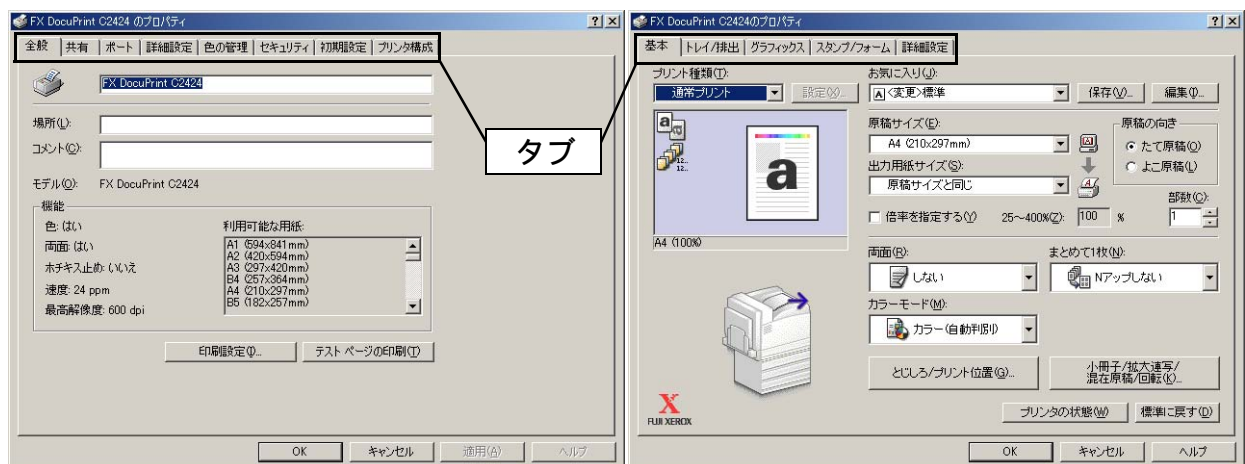 FX DocuPrint C2424 のプロパティ
全般 共有 ポート 詳細設定 色の管理 セキュリティ 初期設定 プリンタ構成
FX DocuPrint C2424
場所(L):
コメント(C):
モデル(O): FX DocuPrint C2424
機能
色: はい
両面: はい
ホチキス止め: いいえ
速度: 24 ppm
最高解像度: 600 dpi
利用可能な用紙:
A1 (594x841mm)
A2 (420x594mm)
A3 (297x420mm)
B4 (257x364mm)
A4 (210x297mm)
B5 (182x257mm)
印刷設定(I)... テスト ページの印刷(T)
OK キャンセル 適用(A) ヘルプ
タブ
FX DocuPrint C2424のプロパティ
基本 トレイ/排出 グラフィックス スタンプ/フォーム 詳細設定
プリント種類(T):
通常プリント 設定(X)...
a
12..
12..
a
A4 (100%)
FUJI XEROX
お気に入り(J):
A <変更>標準 保存(V)... 編集(I)...
原稿サイズ(E):
A4 (210x297mm)
出力用紙サイズ(S):
原稿サイズと同じ
原稿の向き
たて原稿(O)
よこ原稿(L)
倍率を指定する(Y) 25～400%(Z): 100 %
部数(C):
1
両面(R):
しない
まとめて1枚(N):
Nアップしない
カラーモード(M):
カラー(自動判別)
とじしろ/プリント位置(G)...
小冊子/拡大連写/
混在原稿/回転(K)...
プリンタの状態(W) 標準に戻す(D)
OK キャンセル ヘルプ